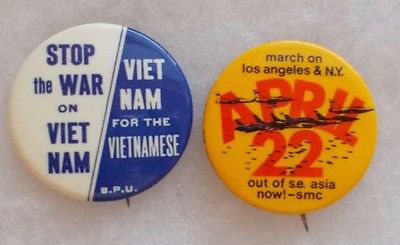 STOP
the WAR
ON
VIET
NAM
VIET
NAM
FOR THE
VIETNAMESE
S.P.U.
march on
los angeles & N.Y.
APRIL
22
out of s.e. asia
now!-smc